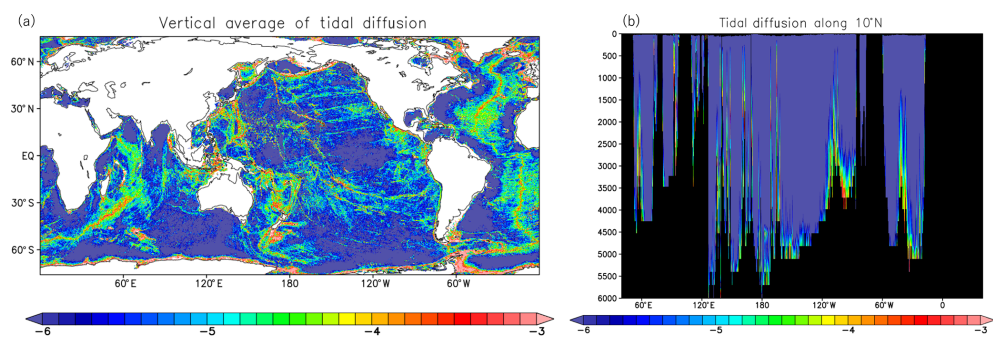 (a)
Vertical average of tidal diffusion
60°N
30°N
EQ
30°S
60°S
60°E
120°E
180°
120°W
60°W
-6
-5
-4
-3
(b)
Tidal diffusion along 10°N
0
500
1000
1500
2000
2500
3000
3500
4000
4500
5000
5500
6000
60°E
120°E
180
120°W
60°W
0
-6
-5
-4
-3